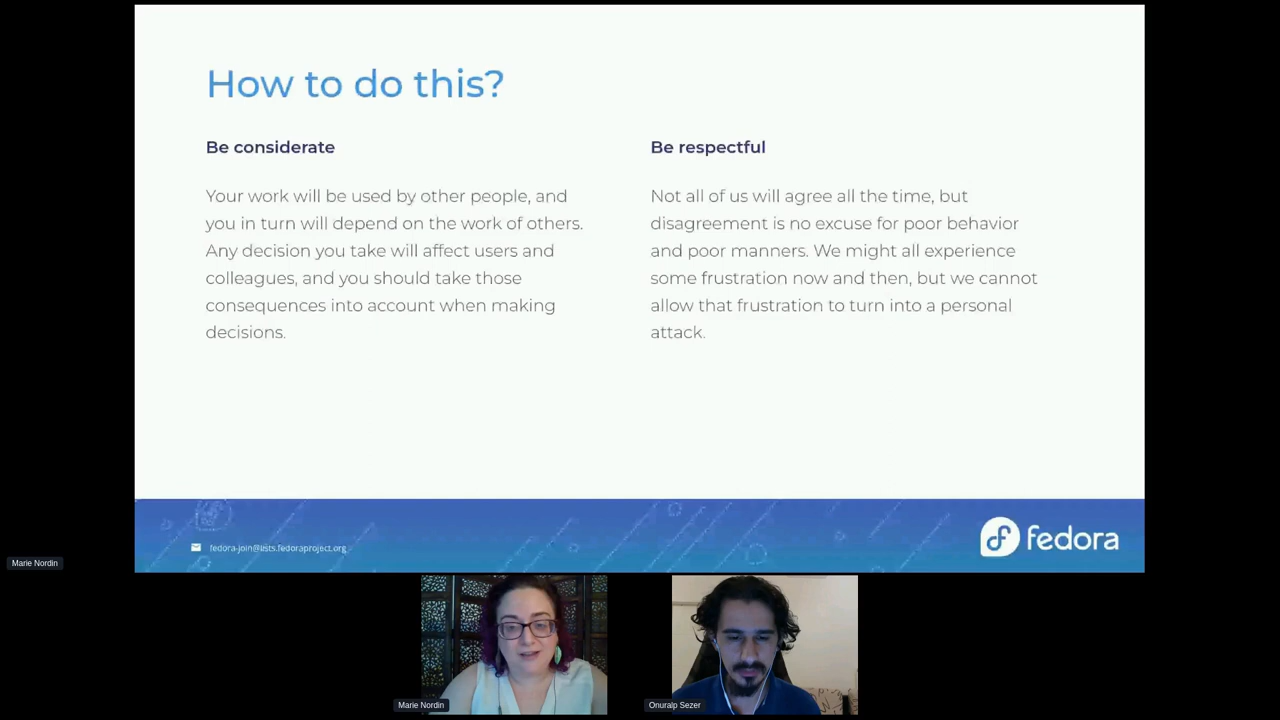 How to do this?
Be considerate
Your work will be used by other people, and
you in turn will depend on the work of others.
Any decision you take will affect users and
colleagues, and you should take those
consequences into account when making
decisions.
Be respectful
Not all of us will agree all the time, but
disagreement is no excuse for poor behavior
and poor manners. We might all experience
some frustration now and then, but we cannot
allow that frustration to turn into a personal
attack.
fedora-join@lists.fedoraproject.org
fedora
Marie Nordin
Marie Nordin
Onuralp Sezer